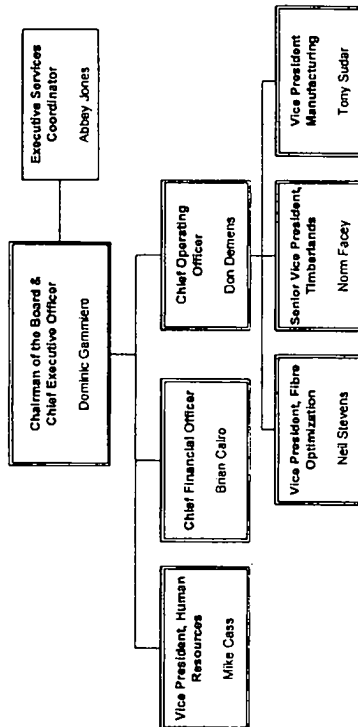 Chairman of the Board &
Chief Executive Officer
Dominic Gammiero
Executive Services
Coordinator
Abbey Jones
Vice President, Human
Resources
Mike Cass
Chief Financial Officer
Brian Cairo
Chief Operating
Officer
Don Demens
Vice President, Fibre
Optimization
Neil Stevens
Senior Vice President,
Timberlands
Norm Facey
Vice President
Manufacturing
Tony Sudar